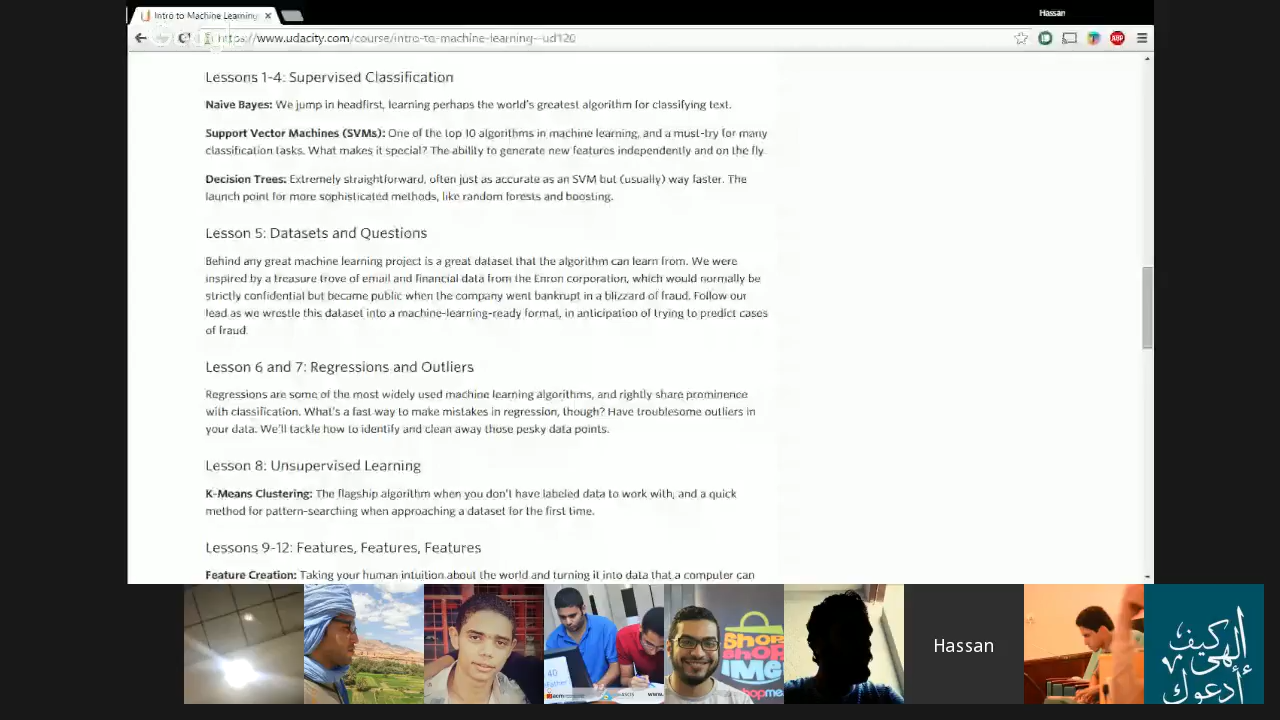 Intro to Machine Learning
Hassan
https://www.udacity.com/course/intro-to-machine-learning--ud120
ABP
Lessons 1-4: Supervised Classification
Naive Bayes: We jump in headfirst, learning perhaps the world's greatest algorithm for classifying text.
Support Vector Machines (SVMs): One of the top 10 algorithms in machine learning, and a must-try for many
classification tasks. What makes it special? The ability to generate new features independently and on the fly.
Decision Trees: Extremely straightforward, often just as accurate as an SVM but (usually) way faster. The
launch point for more sophisticated methods, like random forests and boosting.
Lesson 5: Datasets and Questions
Behind any great machine learning project is a great dataset that the algorithm can learn from. We were
inspired by a treasure trove of email and financial data from the Enron corporation, which would normally be
strictly confidential but became public when the company went bankrupt in a blizzard of fraud. Follow our
lead as we wrestle this dataset into a machine-learning-ready format, in anticipation of trying to predict cases
of fraud.
Lesson 6 and 7: Regressions and Outliers
Regressions are some of the most widely used machine learning algorithms, and rightly share prominence
with classification. What's a fast way to make mistakes in regression, though? Have troublesome outliers in
your data. We'll tackle how to identify and clean away those pesky data points.
Lesson 8: Unsupervised Learning
K-Means Clustering: The flagship algorithm when you don't have labeled data to work with, and a quick
method for pattern-searching when approaching a dataset for the first time.
Lessons 9-12: Features, Features, Features
Feature Creation: Taking your human intuition about the world and turning it into data that a computer can
acm
SHOP
SHOP
ME
shopme
Hassan
إلهي كيف
أدعوك